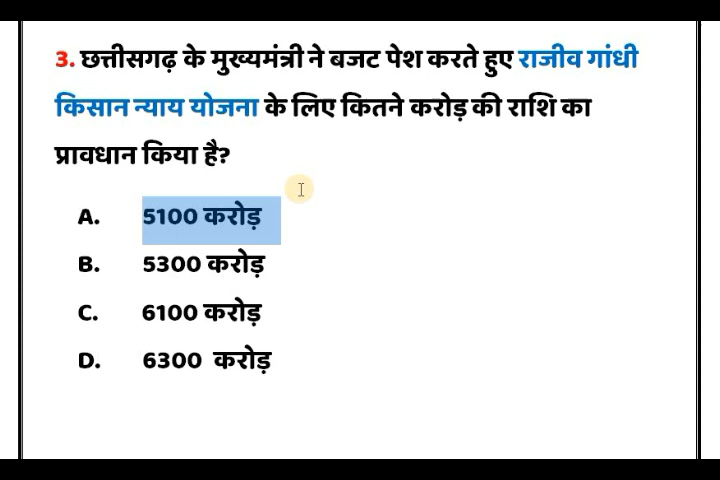 3. छत्तीसगढ़ के मुख्यमंत्री ने बजट पेश करते हुए राजीव गांधी
किसान न्याय योजना के लिए कितने करोड़ की राशि का
प्रावधान किया है?
A. 5100 करोड़
B. 5300 करोड़
C. 6100 करोड़
D. 6300 करोड़